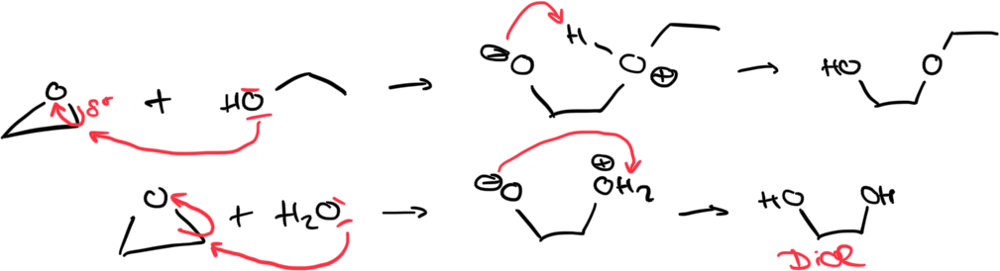 O δ⁺ + HO → ⊖O H O⊕ → HO O
O + H₂O → ⊖O ⊕OH₂ → HO OH
DiOL